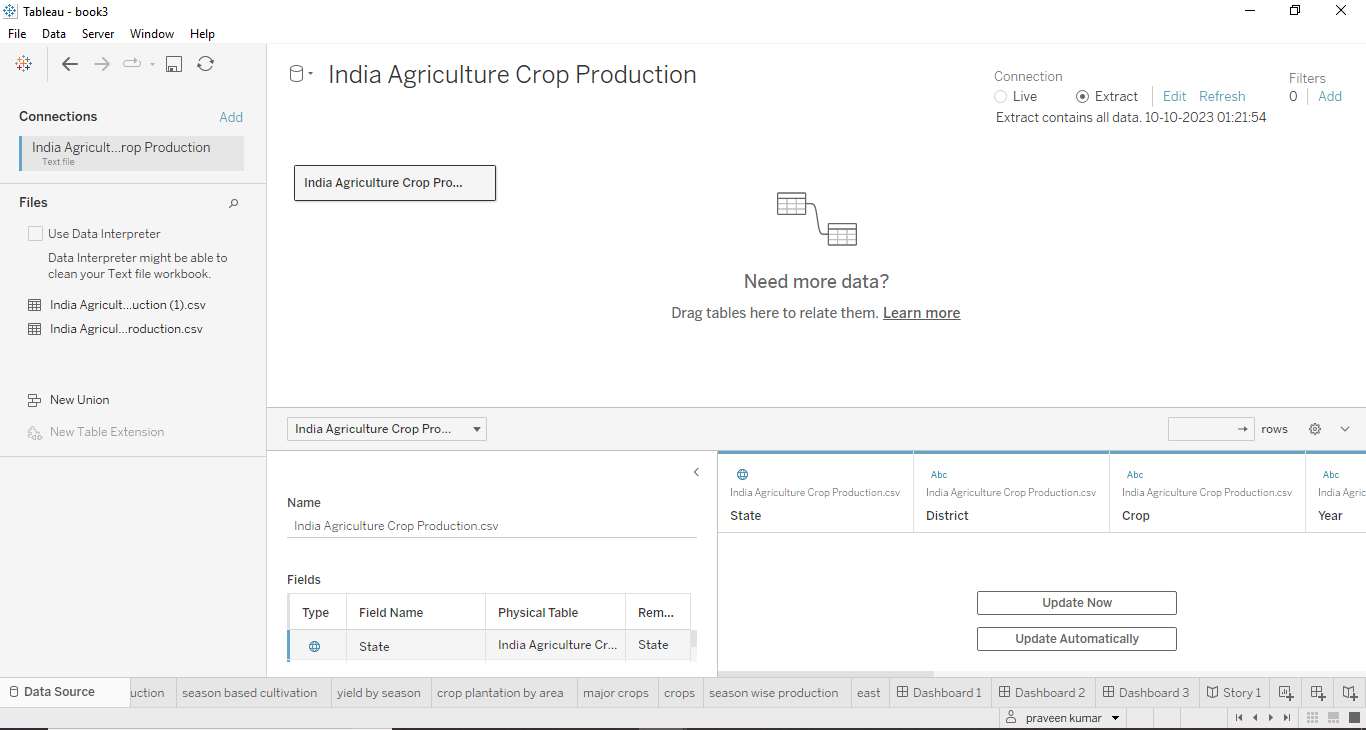 Tableau - book3
File Data Server Window Help
Connections Add
India Agricult...rop Production
Text file
Files
Use Data Interpreter
Data Interpreter might be able to
clean your Text file workbook.
India Agricult...uction (1).csv
India Agricul...roduction.csv
New Union
New Table Extension
India Agriculture Crop Production
Connection
Live Extract Edit Refresh
Extract contains all data. 10-10-2023 01:21:54
Filters
0 Add
India Agriculture Crop Pro...
Need more data?
Drag tables here to relate them. Learn more
India Agriculture Crop Pro... rows
Name
India Agriculture Crop Production.csv
Fields
Type Field Name Physical Table Rem...
State India Agriculture Cr... State
Abc Abc Abc
India Agriculture Crop Production.csv India Agriculture Crop Production.csv India Agriculture Crop Production.csv India Agric
State District Crop Year
Update Now
Update Automatically
Data Source uction season based cultivation yield by season crop plantation by area major crops crops season wise production east Dashboard 1 Dashboard 2 Dashboard 3 Story 1
praveen kumar